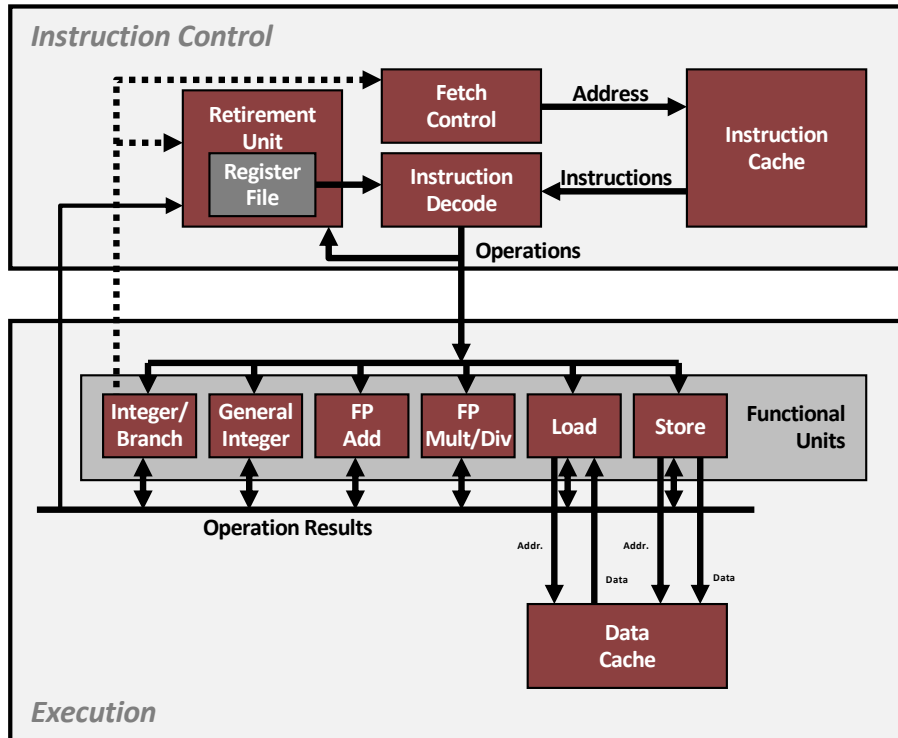 Instruction Control
Fetch
Control
Address
Instruction
Cache
Retirement
Unit
Register
File
Instruction
Decode
Instructions
Operations
Integer/
Branch
General
Integer
FP
Add
FP
Mult/Div
Load
Store
Functional
Units
Operation Results
Addr.
Data
Addr.
Data
Data
Cache
Execution